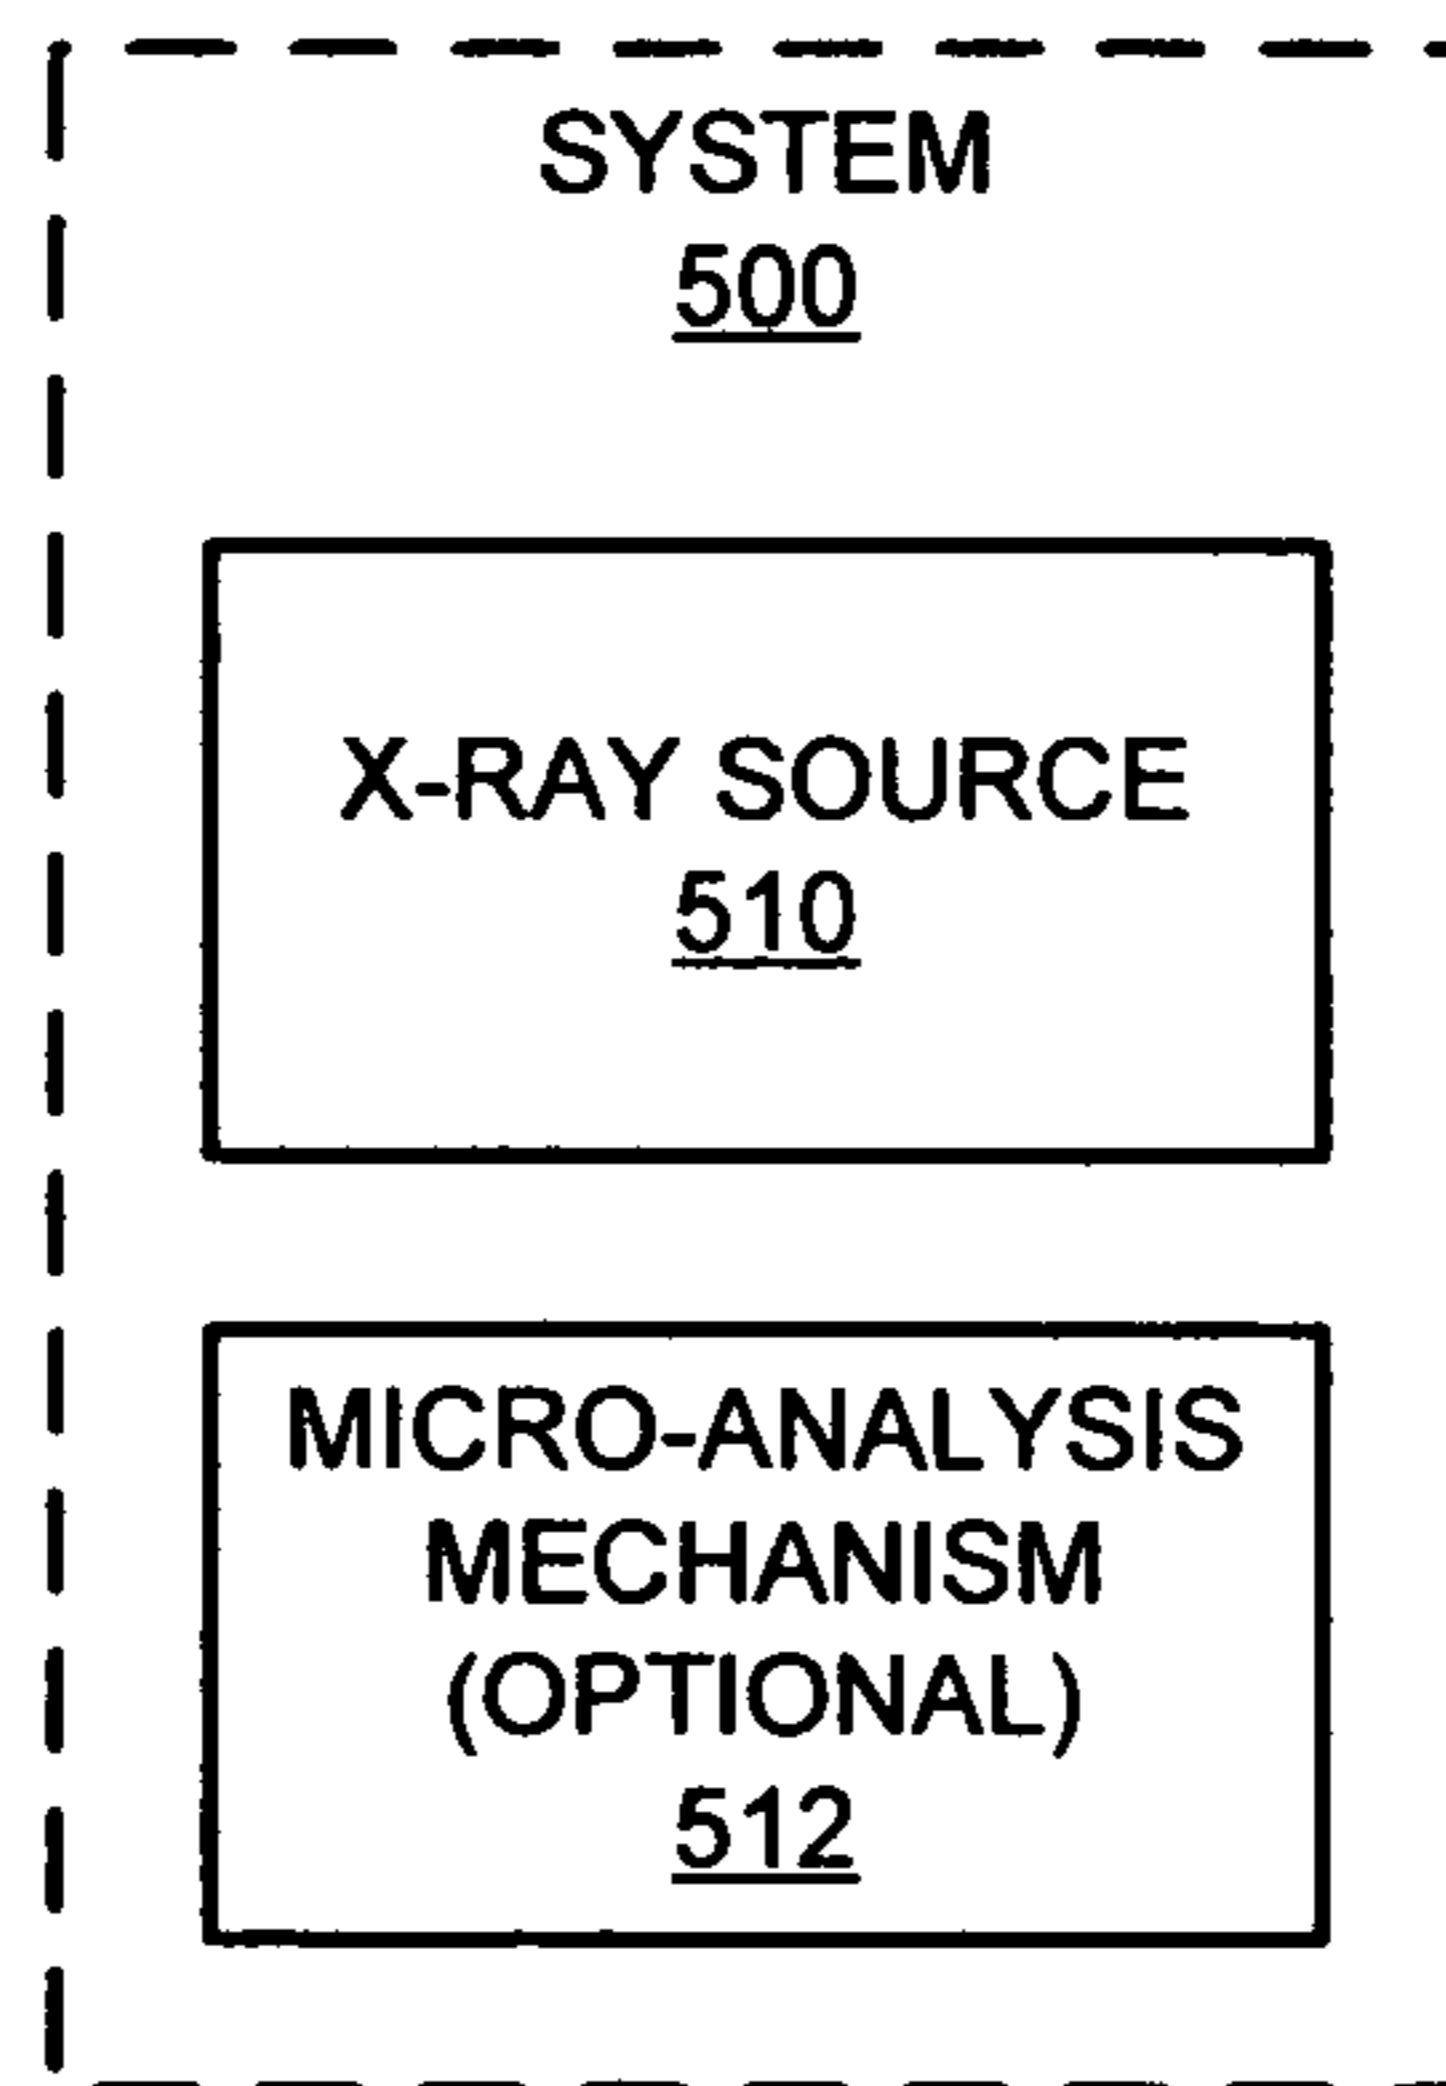 SYSTEM
500
X-RAY SOURCE
510
MICRO-ANALYSIS
MECHANISM
(OPTIONAL)
512